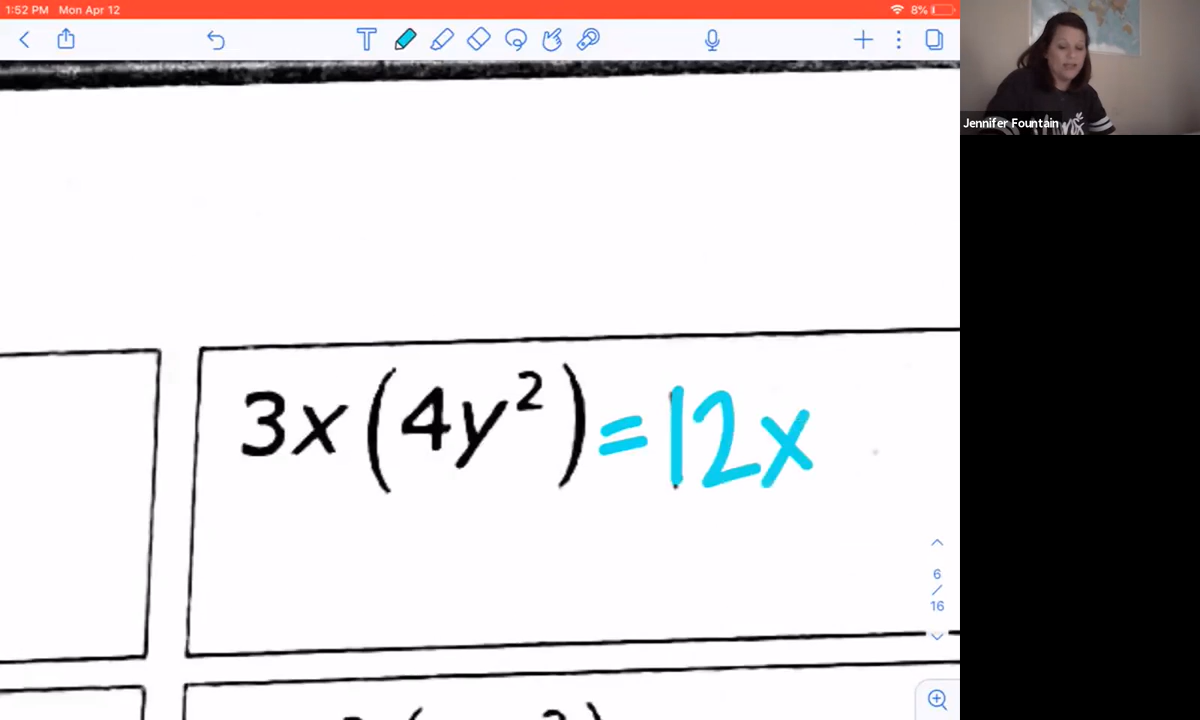 1:52 PM Mon Apr 12 8%
T
Jennifer Fountain
3x(4y²)=12x
6
/
16